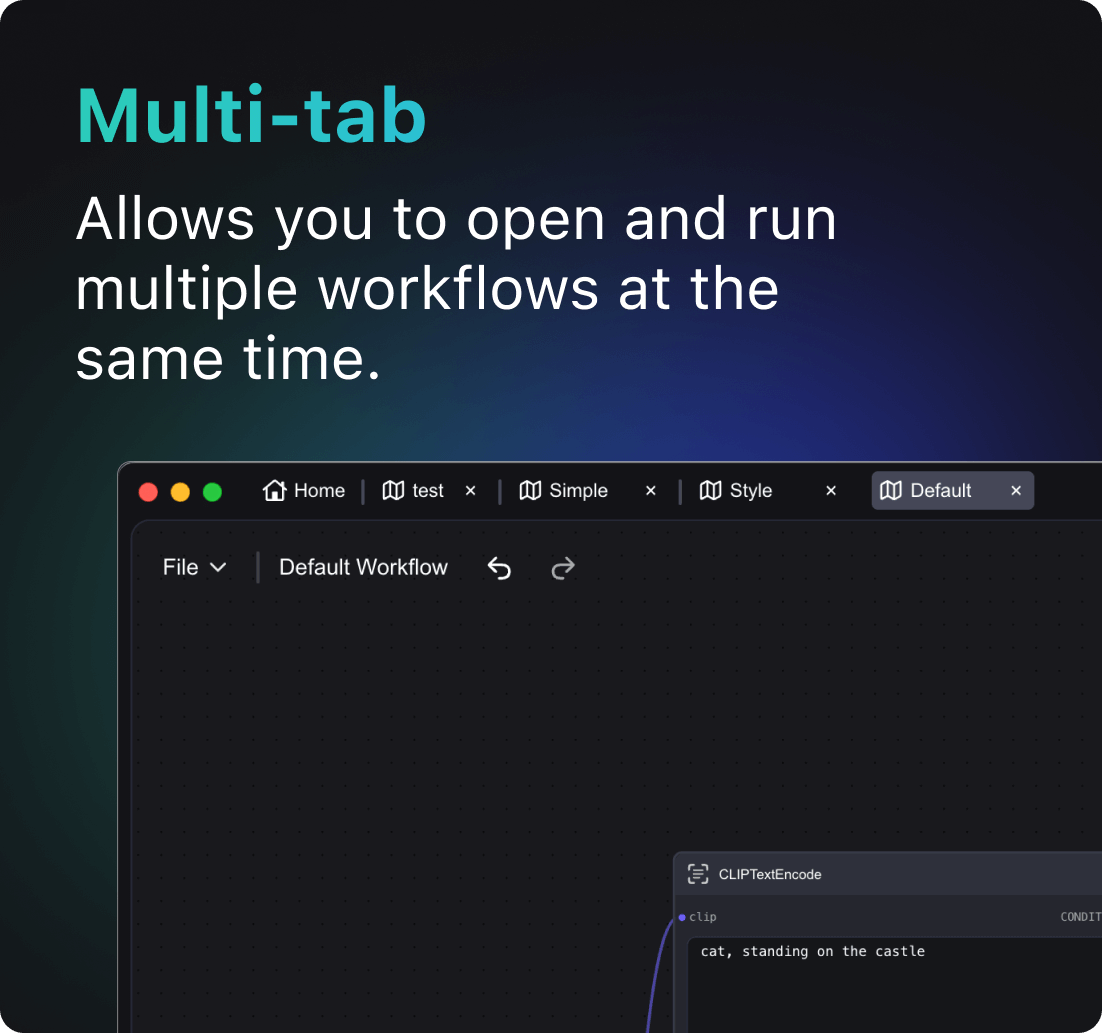 Multi-tab
Allows you to open and run
multiple workflows at the
same time.
Home test × Simple × Style × Default ×
File Default Workflow
CLIPTextEncode
clip CONDIT
cat, standing on the castle